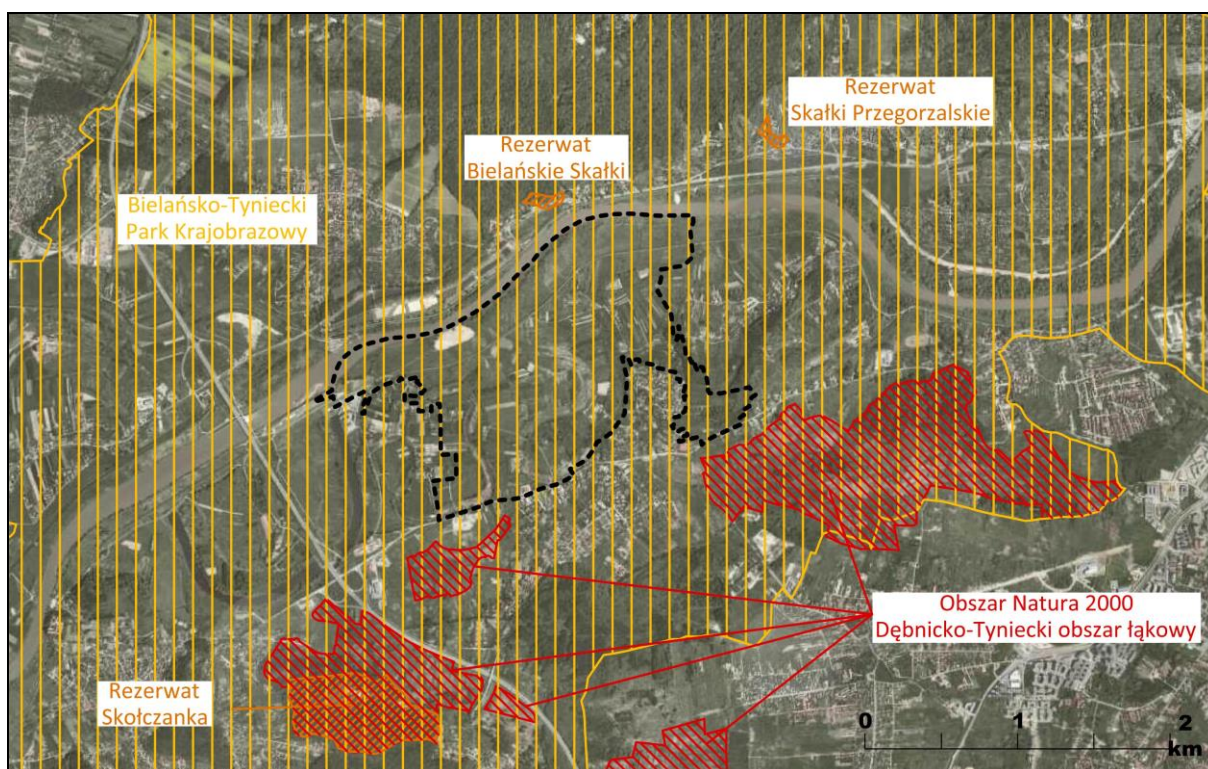 Rezerwat
Skałki Przegorzalskie
Rezerwat
Bielańskie Skałki
Bielańsko-Tyniecki
Park Krajobrazowy
Obszar Natura 2000
Dębnicko-Tyniecki obszar łąkowy
Rezerwat
Skołczanka
0 1 2
km